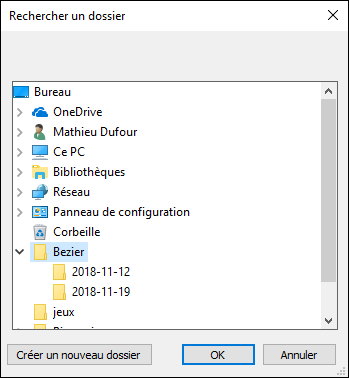 Rechercher un dossier
Bureau
OneDrive
Mathieu Dufour
Ce PC
Bibliothèques
Réseau
Panneau de configuration
Corbeille
Bezier
2018-11-12
2018-11-19
jeux
Créer un nouveau dossier
OK
Annuler